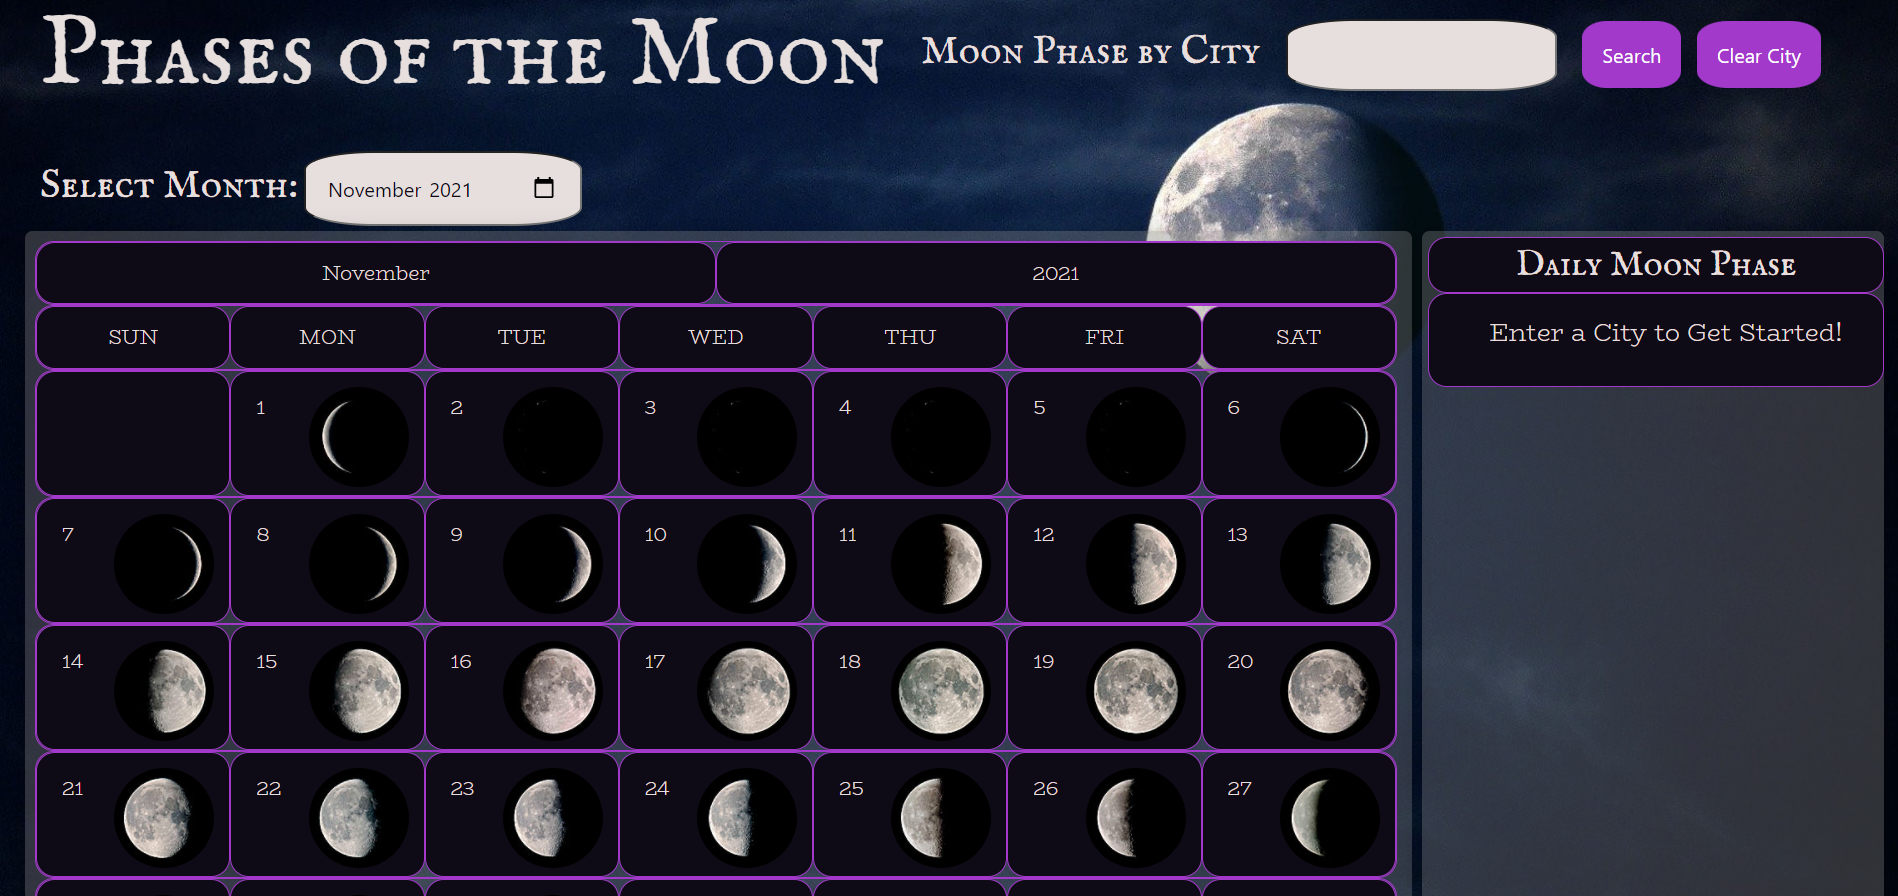 Phases of the Moon
Moon Phase by City
Search
Clear City
Select Month:
November 2021
November
2021
SUN MON TUE WED THU FRI SAT
1 2 3 4 5 6
7 8 9 10 11 12 13
14 15 16 17 18 19 20
21 22 23 24 25 26 27
Daily Moon Phase
Enter a City to Get Started!